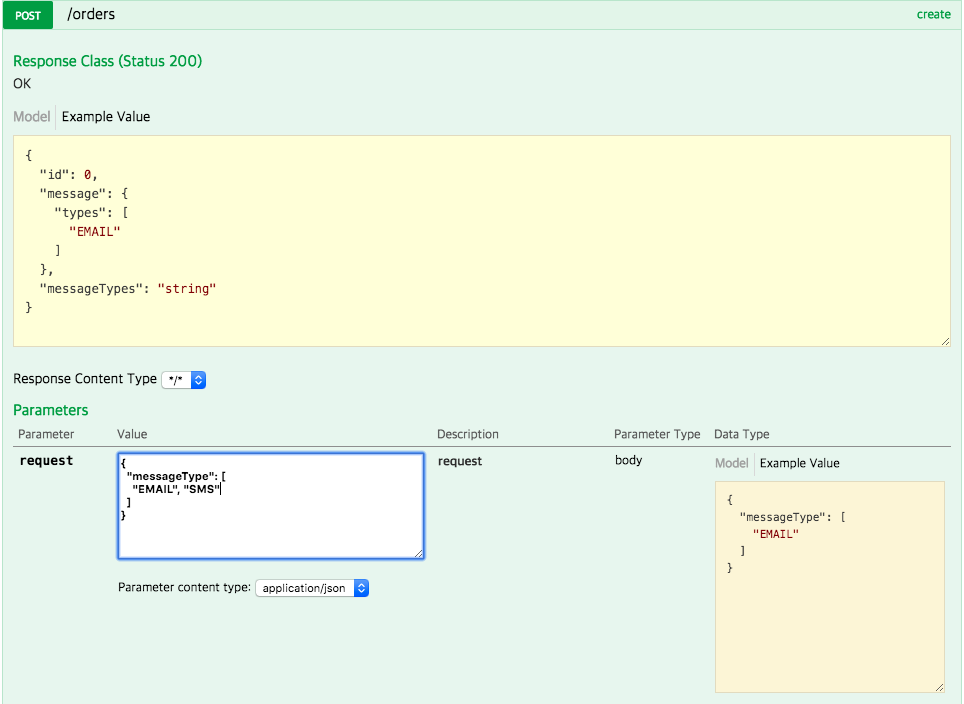 POST /orders create
Response Class (Status 200)
OK
Model Example Value
{
  "id": 0,
  "message": {
    "types": [
      "EMAIL"
    ]
  },
  "messageTypes": "string"
}
Response Content Type */*
Parameters
Parameter Value Description Parameter Type Data Type
request
{
  "messageType": [
    "EMAIL", "SMS"
  ]
}
Parameter content type: application/json
request
body
Model Example Value
{
  "messageType": [
    "EMAIL"
  ]
}